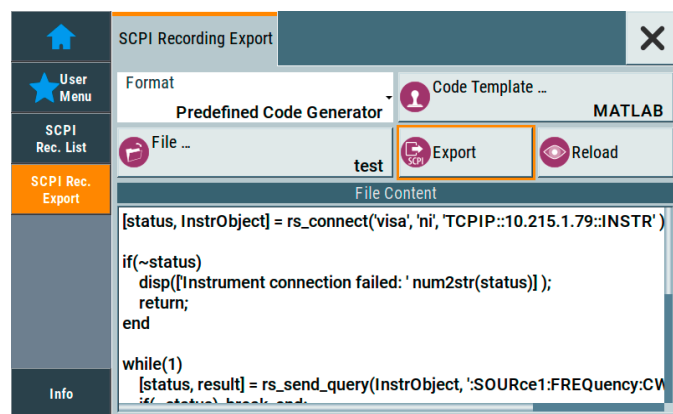 SCPI Recording Export
User
Menu
SCPI
Rec. List
SCPI Rec.
Export
Info
Format
Predefined Code Generator
Code Template ...
MATLAB
File ...
test
SCPI
Export
Reload
File Content
[status, InstrObject] = rs_connect('visa', 'ni', 'TCPIP::10.215.1.79::INSTR' )
if(~status)
disp(['Instrument connection failed: ' num2str(status)] );
return;
end
while(1)
[status, result] = rs_send_query(InstrObject, ':SOURce1:FREQuency:CW